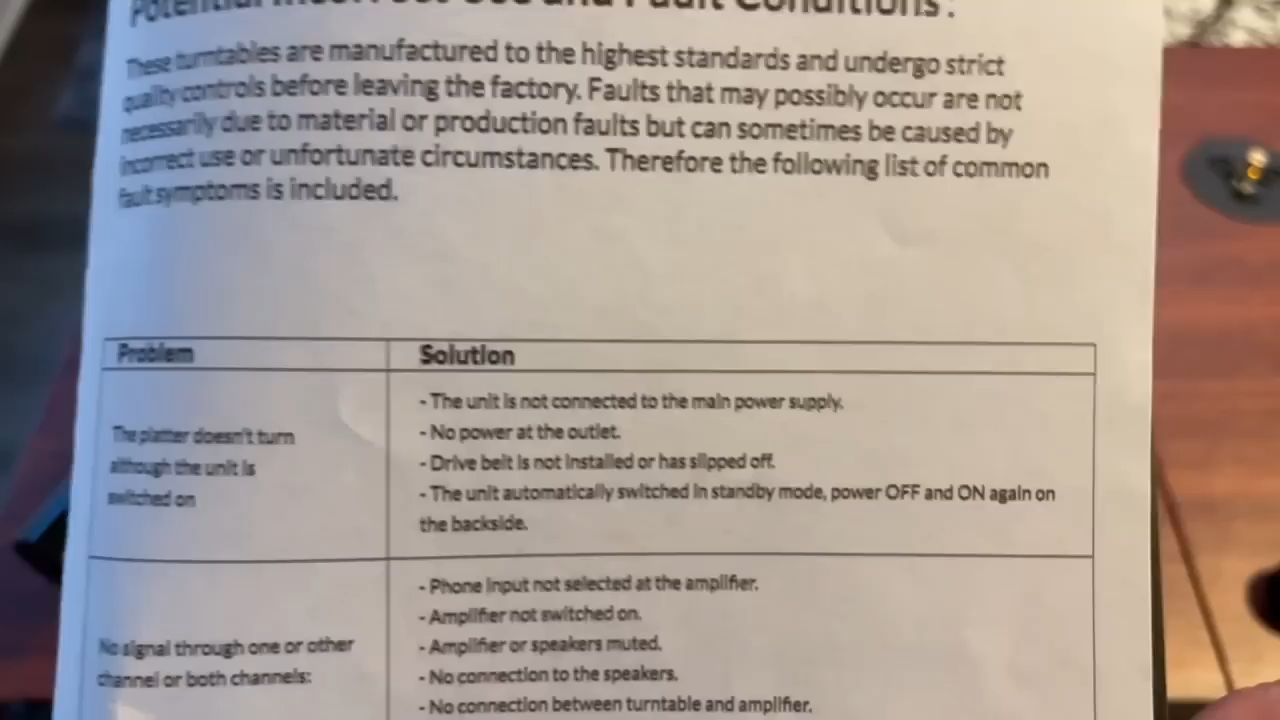 Potential Incorrect Use and Fault Conditions:
These turntables are manufactured to the highest standards and undergo strict
quality controls before leaving the factory. Faults that may possibly occur are not
necessarily due to material or production faults but can sometimes be caused by
incorrect use or unfortunate circumstances. Therefore the following list of common
fault symptoms is included.
Problem
Solution
The platter doesn't turn
although the unit is
switched on
- The unit is not connected to the main power supply.
- No power at the outlet.
- Drive belt is not installed or has slipped off.
- The unit automatically switched in standby mode, power OFF and ON again on
the backside.
No signal through one or other
channel or both channels:
- Phone input not selected at the amplifier.
- Amplifier not switched on.
- Amplifier or speakers muted.
- No connection to the speakers.
- No connection between turntable and amplifier.